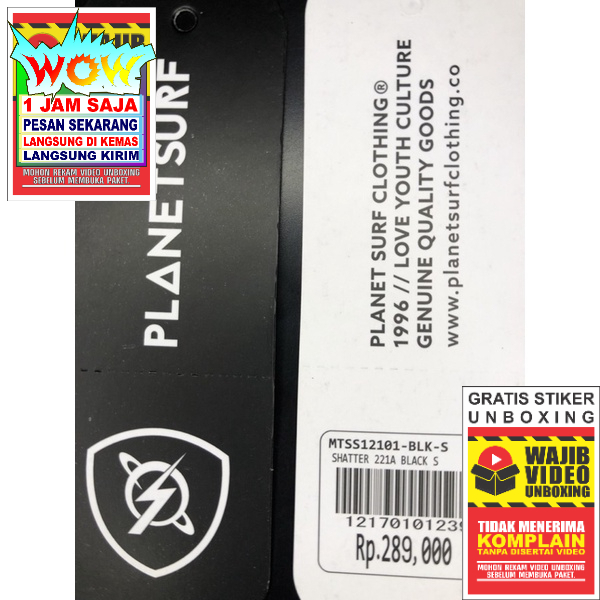 WOW
1 JAM SAJA
PESAN SEKARANG
LANGSUNG DI KEMAS
LANGSUNG KIRIM
MOHON REKAM VIDEO UNBOXING
SEBELUM MEMBUKA PAKET.
PLANETSURF
PLANET SURF CLOTHING®
1996 // LOVE YOUTH CULTURE
GENUINE QUALITY GOODS
www.planetsurfclothing.co
MTSS12101-BLK-S
SHATTER 221A BLACK S
1217010123
Rp.289,000
GRATIS STIKER
UNBOXING
WAJIB
VIDEO
UNBOXING
TIDAK MENERIMA
KOMPLAIN
TANPA DISERTAI VIDEO
MOHON REKAM VIDEO UNBOXING
SEBELUM MEMBUKA PAKET.